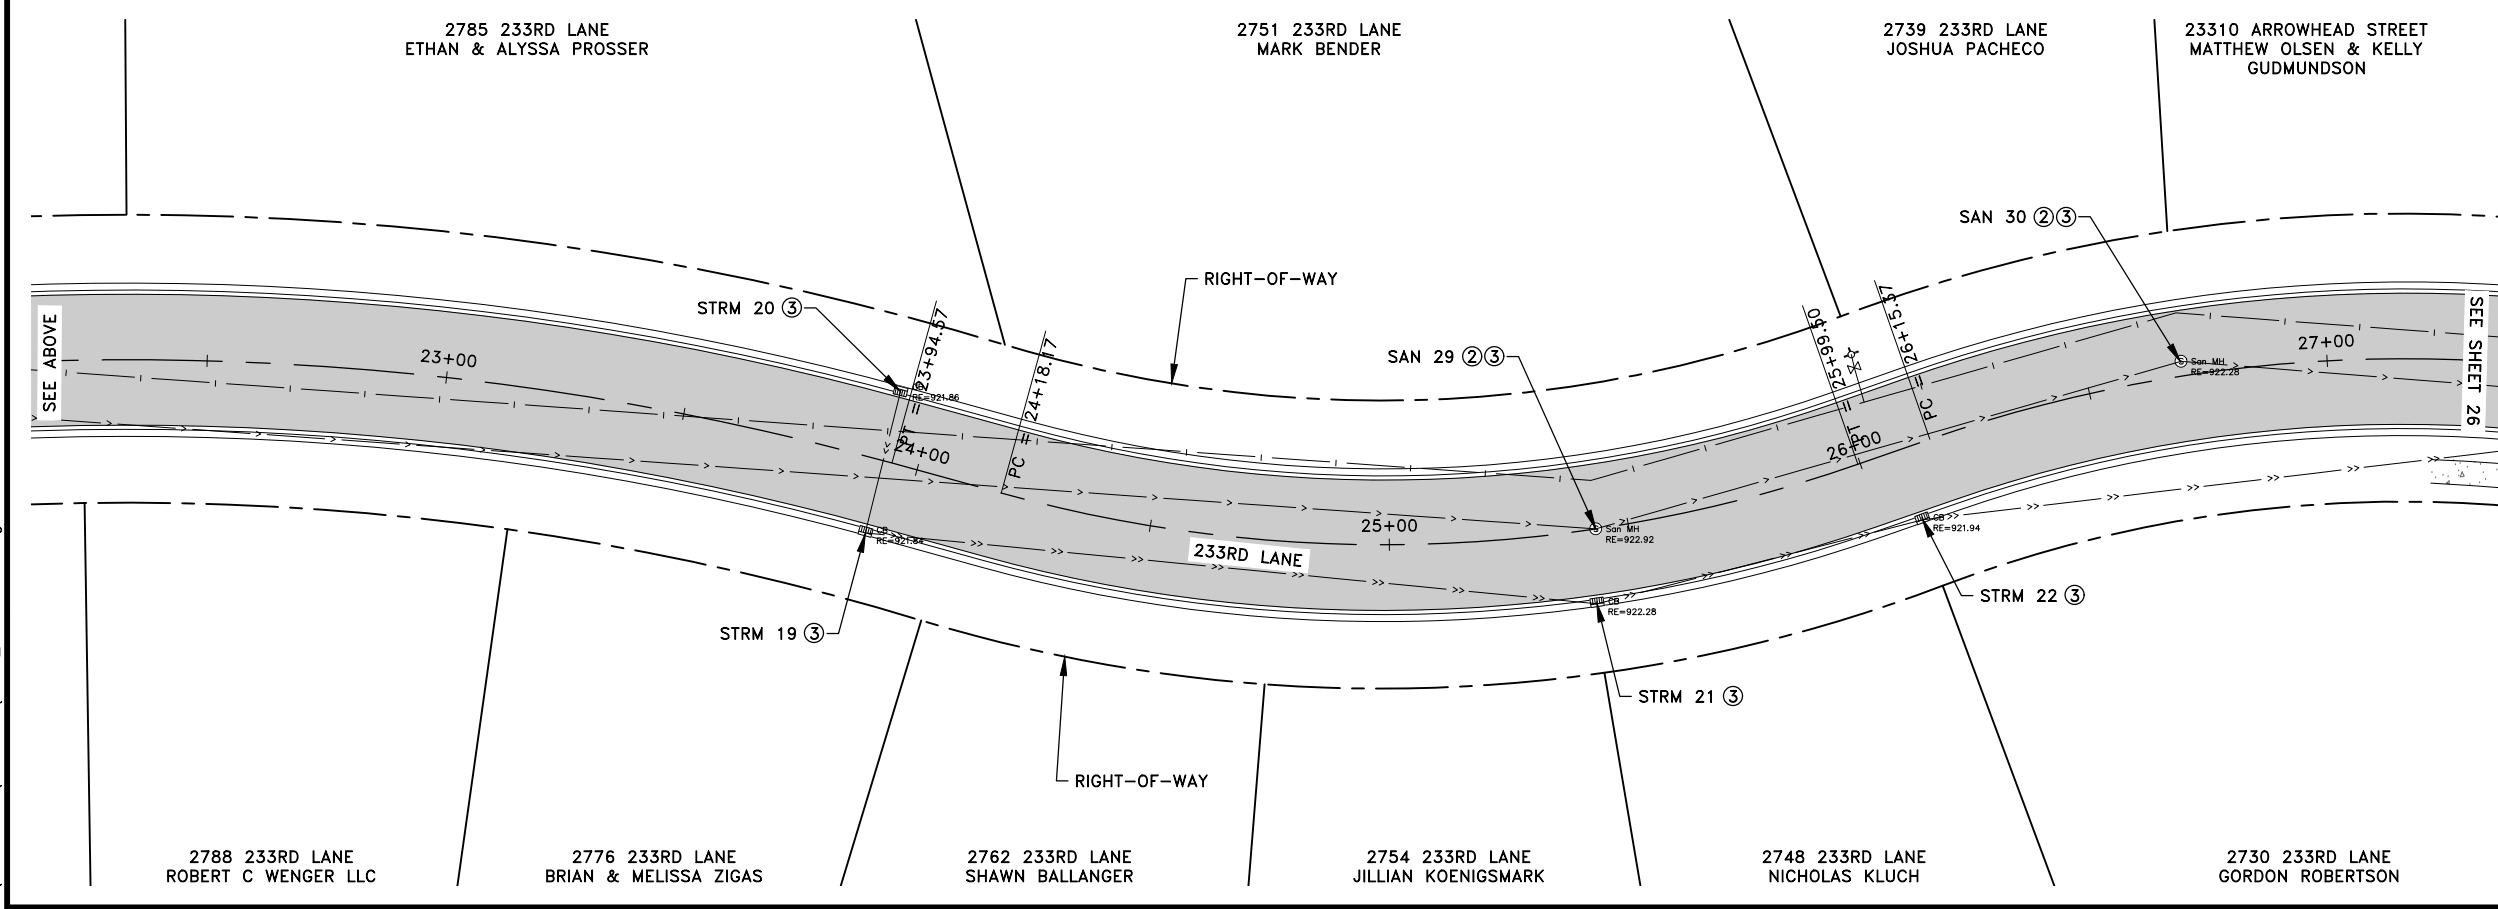 2785 233RD LANE
ETHAN & ALYSSA PROSSER
2751 233RD LANE
MARK BENDER
2739 233RD LANE
JOSHUA PACHECO
23310 ARROWHEAD STREET
MATTHEW OLSEN & KELLY
GUDMUNDSON
SAN 30 ② ③
RIGHT-OF-WAY
STRM 20 ③
SAN 29 ② ③
SEE ABOVE
23+00
PT = 23+94.57
RE=921.86
24+00
PC = 24+18.17
PT = 25+99.50
PC = 26+15.37
26+00
San MH
RE=922.28
27+00
SEE SHEET 26
CB
RE=921.84
25+00
233RD LANE
San MH
RE=922.92
CB
RE=921.94
CB
RE=922.28
STRM 19 ③
STRM 22 ③
STRM 21 ③
RIGHT-OF-WAY
2788 233RD LANE
ROBERT C WENGER LLC
2776 233RD LANE
BRIAN & MELISSA ZIGAS
2762 233RD LANE
SHAWN BALLANGER
2754 233RD LANE
JILLIAN KOENIGSMARK
2748 233RD LANE
NICHOLAS KLUCH
2730 233RD LANE
GORDON ROBERTSON